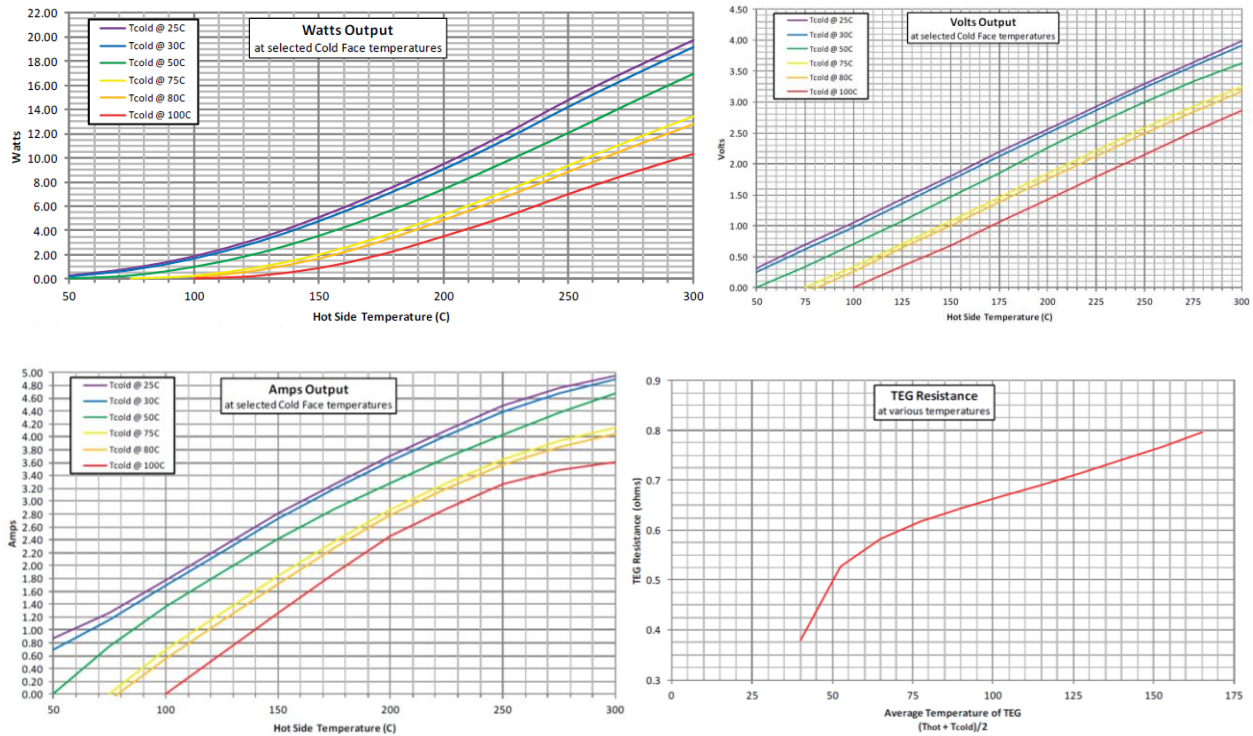 Watts Output
at selected Cold Face temperatures
Tcold @ 25C
Tcold @ 30C
Tcold @ 50C
Tcold @ 75C
Tcold @ 80C
Tcold @ 100C
Watts
22.00
20.00
18.00
16.00
14.00
12.00
10.00
8.00
6.00
4.00
2.00
0.00
50
100
150
200
250
300
Hot Side Temperature (C)
Volts Output
at selected Cold Face temperatures
Tcold @ 25C
Tcold @ 30C
Tcold @ 50C
Tcold @ 75C
Tcold @ 80C
Tcold @ 100C
Volts
4.50
4.00
3.50
3.00
2.50
2.00
1.50
1.00
0.50
0.00
50
75
100
125
150
175
200
225
250
275
300
Hot Side Temperature (C)
Amps Output
at selected Cold Face temperatures
Tcold @ 25C
Tcold @ 30C
Tcold @ 50C
Tcold @ 75C
Tcold @ 80C
Tcold @ 100C
Amps
5.00
4.80
4.60
4.40
4.20
4.00
3.80
3.60
3.40
3.20
3.00
2.80
2.60
2.40
2.20
2.00
1.80
1.60
1.40
1.20
1.00
0.80
0.60
0.40
0.20
0.00
50
100
150
200
250
300
Hot Side Temperature (C)
TEG Resistance
at various temperatures
TEG Resistance (ohms)
0.9
0.8
0.7
0.6
0.5
0.4
0.3
0
25
50
75
100
125
150
175
Average Temperature of TEG
(Thot + Tcold)/2